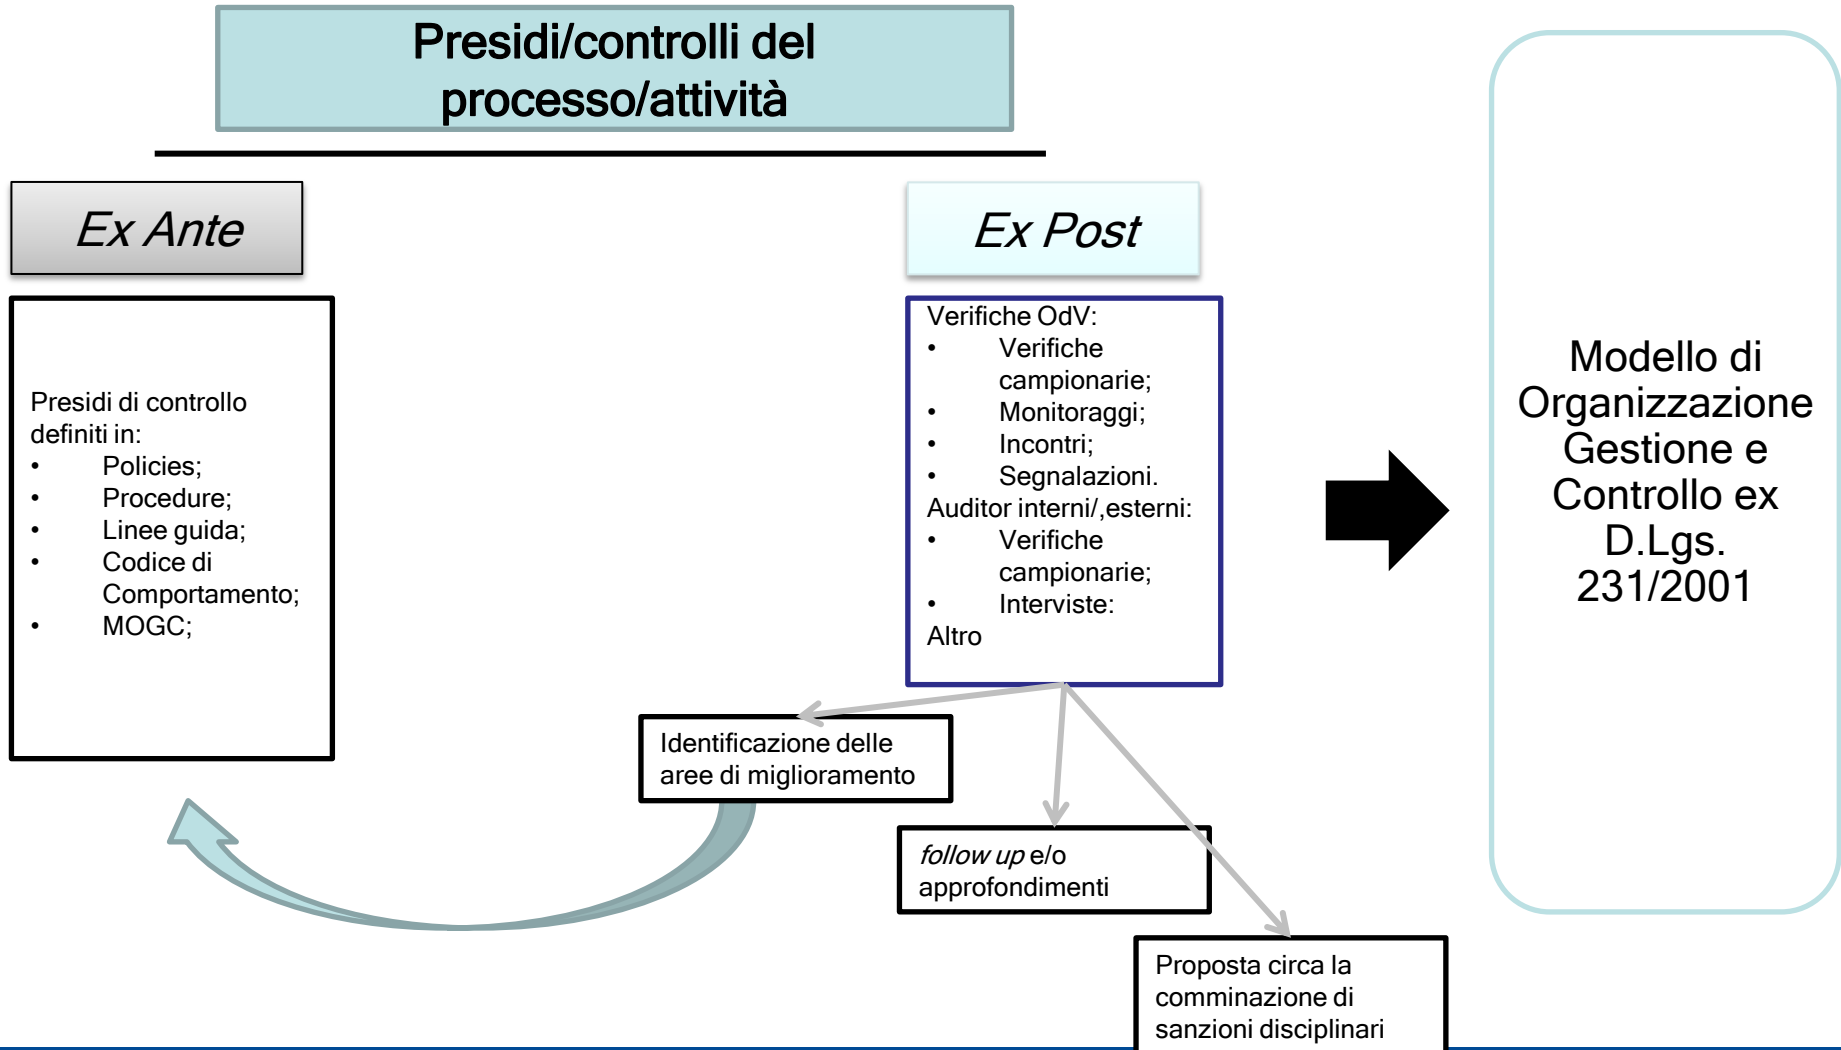 Presidi/controlli del
processo/attività
Ex Ante
Presidi di controllo
definiti in:
• Policies;
• Procedure;
• Linee guida;
• Codice di
Comportamento;
• MOGC;
Ex Post
Verifiche OdV:
• Verifiche
campionarie;
• Monitoraggi;
• Incontri;
• Segnalazioni.
Auditor interni/,esterni:
• Verifiche
campionarie;
• Interviste:
Altro
Identificazione delle
aree di miglioramento
follow up e/o
approfondimenti
Proposta circa la
comminazione di
sanzioni disciplinari
Modello di
Organizzazione
Gestione e
Controllo ex
D.Lgs.
231/2001